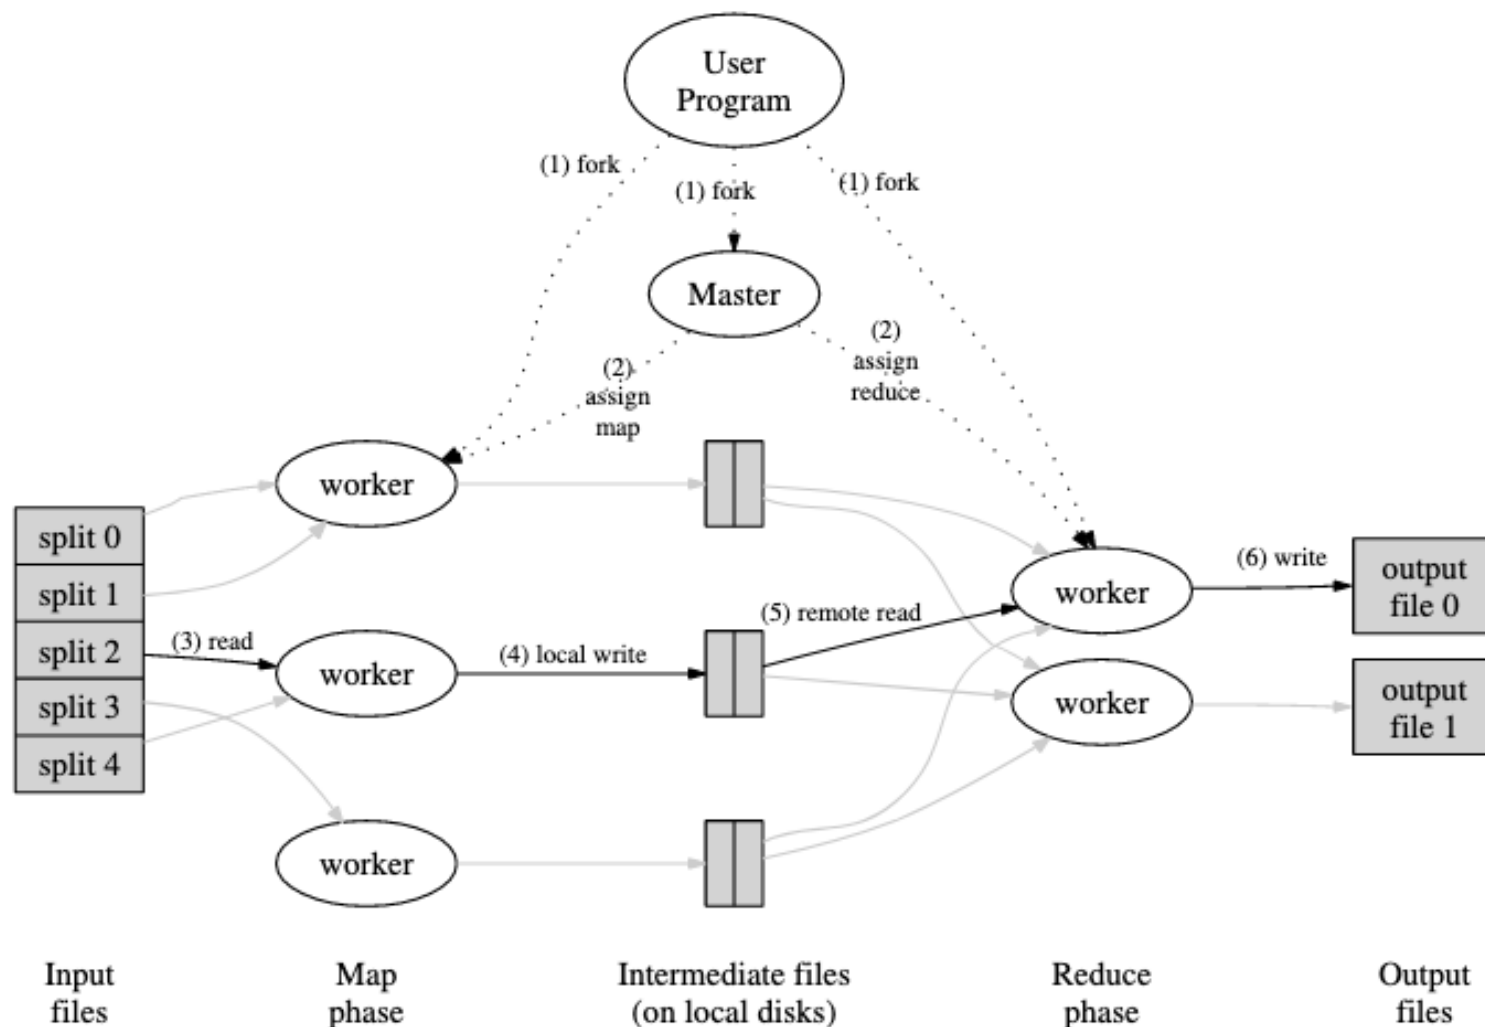 User
Program
(1) fork
(1) fork
(1) fork
Master
(2)
assign
map
(2)
assign
reduce
split 0
split 1
split 2
split 3
split 4
(3) read
worker
worker
worker
(4) local write
(5) remote read
worker
worker
(6) write
output
file 0
output
file 1
Input
files
Map
phase
Intermediate files
(on local disks)
Reduce
phase
Output
files